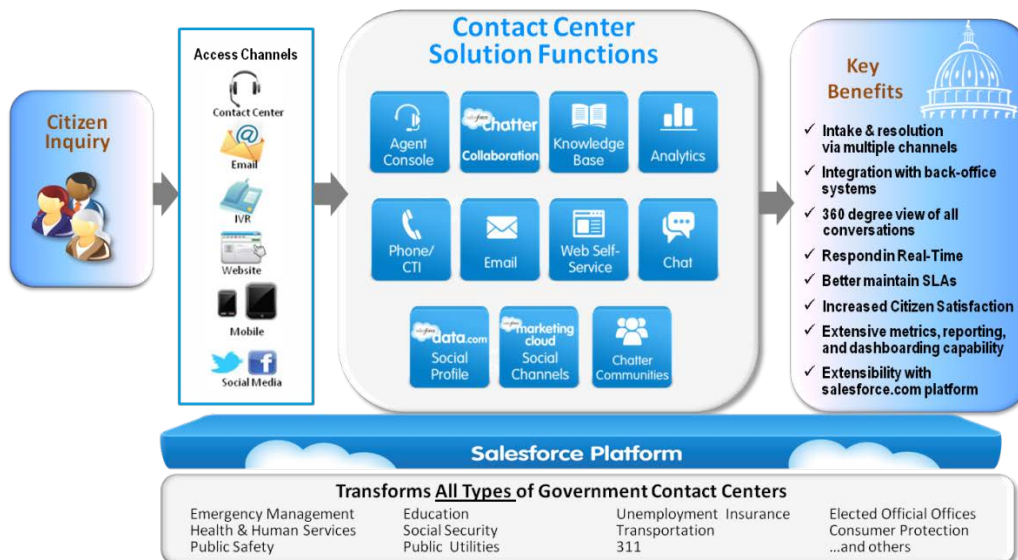 Citizen
Inquiry
Access Channels
Contact Center
Email
IVR
Website
Mobile
Social Media
Contact Center
Solution Functions
Agent
Console
salesforce
chatter
Collaboration
Knowledge
Base
Analytics
Phone/
CTI
Email
Web Self-
Service
Chat
salesforce
data.com
Social
Profile
salesforce
marketing
cloud
Social
Channels
Chatter
Communities
Key
Benefits
✓ Intake & resolution
via multiple channels
✓ Integration with back-office
systems
✓ 360 degree view of all
conversations
✓ Respond in Real-Time
✓ Better maintain SLAs
✓ Increased Citizen Satisfaction
✓ Extensive metrics, reporting,
and dashboarding capability
✓ Extensibility with
salesforce.com platform
Salesforce Platform
Transforms All Types of Government Contact Centers
Emergency Management
Health & Human Services
Public Safety
Education
Social Security
Public Utilities
Unemployment Insurance
Transportation
311
Elected Official Offices
Consumer Protection
...and others